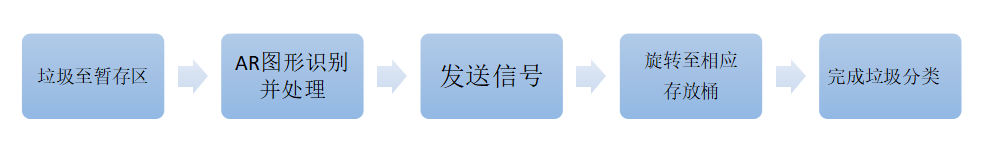 垃圾至暂存区
AR图形识别
并处理
发送信号
旋转至相应
存放桶
完成垃圾分类